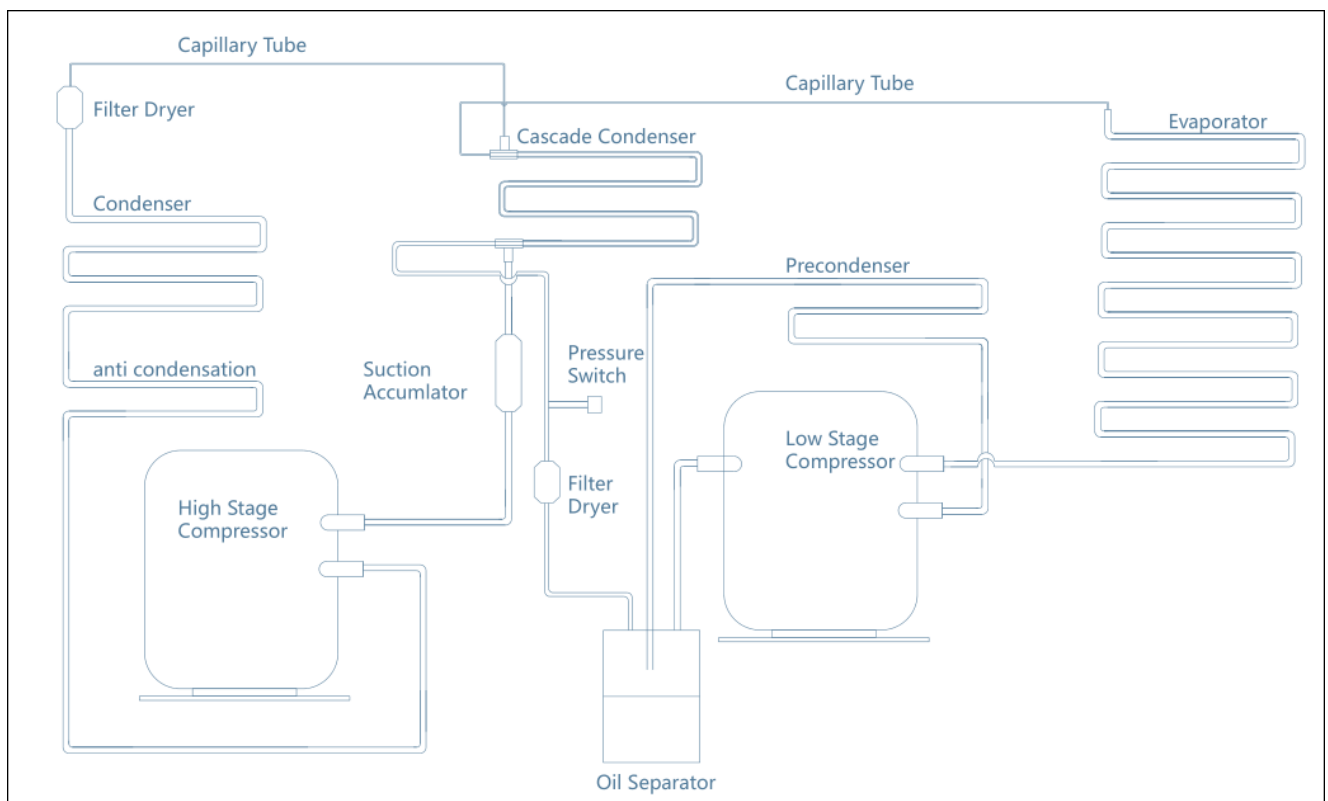 Capillary Tube
Filter Dryer
Capillary Tube
Evaporator
Cascade Condenser
Condenser
Precondenser
anti condensation
Suction
Accumlator
Pressure
Switch
Low Stage
Compressor
High Stage
Compressor
Filter
Dryer
Oil Separator